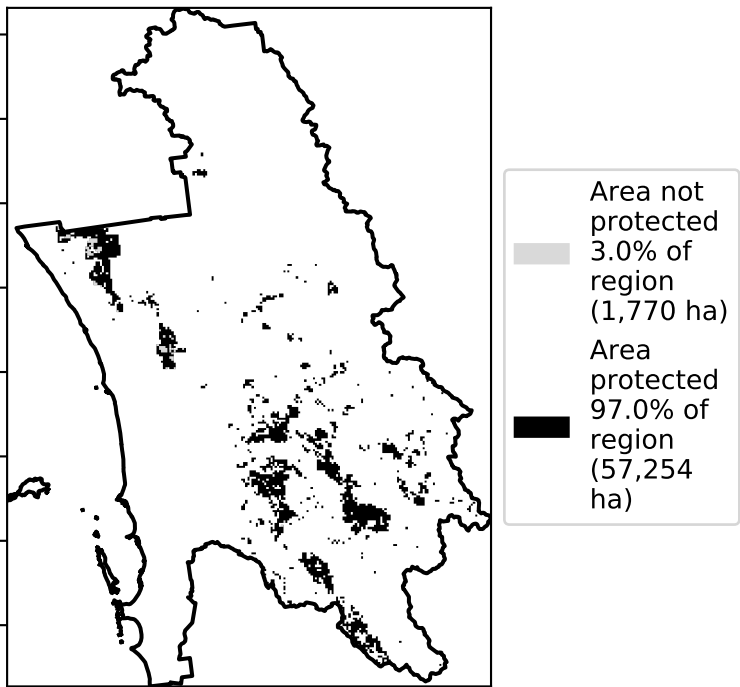 Area not
protected
3.0% of
region
(1,770 ha)
Area
protected
97.0% of
region
(57,254
ha)